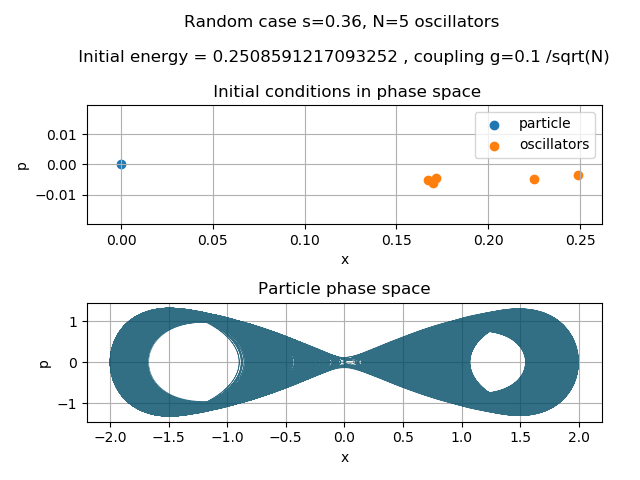 Random case s=0.36, N=5 oscillators
Initial energy = 0.2508591217093252 , coupling g=0.1 /sqrt(N)
Initial conditions in phase space
particle
oscillators
0.01
0.00
−0.01
p
0.00 0.05 0.10 0.15 0.20 0.25
x
Particle phase space
1
0
−1
p
−2.0 −1.5 −1.0 −0.5 0.0 0.5 1.0 1.5 2.0
x